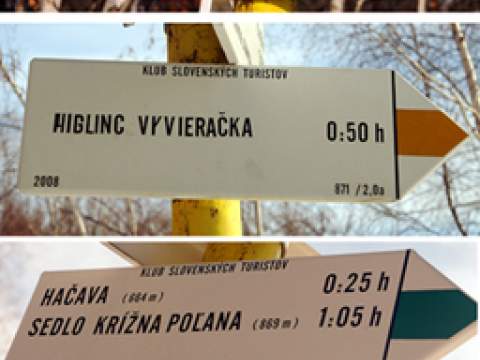 KLUB SLOVENSKÝCH TURISTOV
HIGLINC VYVIERAČKA 0:50 h
2008 871 / 2,0a
KLUB SLOVENSKÝCH TURISTOV
HAČAVA (664 m) 0:25 h
SEDLO KRÍŽNA POĽANA (869 m) 1:05 h